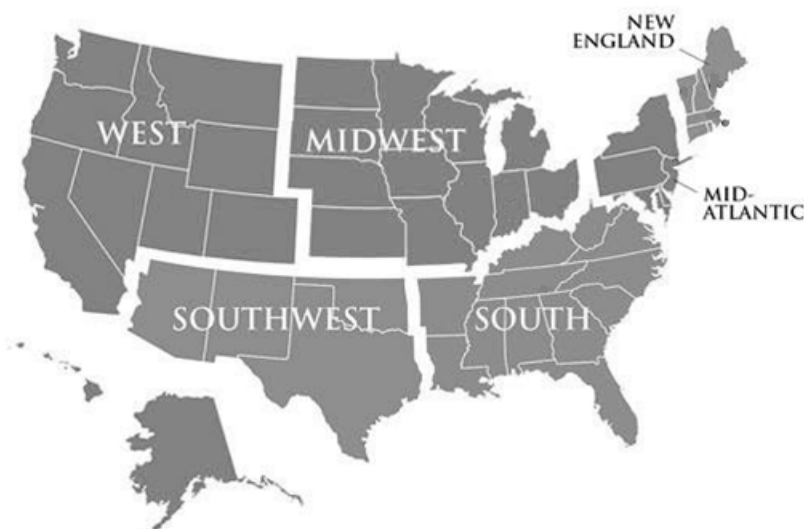 NEW
ENGLAND
WEST
MIDWEST
MID-
ATLANTIC
SOUTHWEST
SOUTH